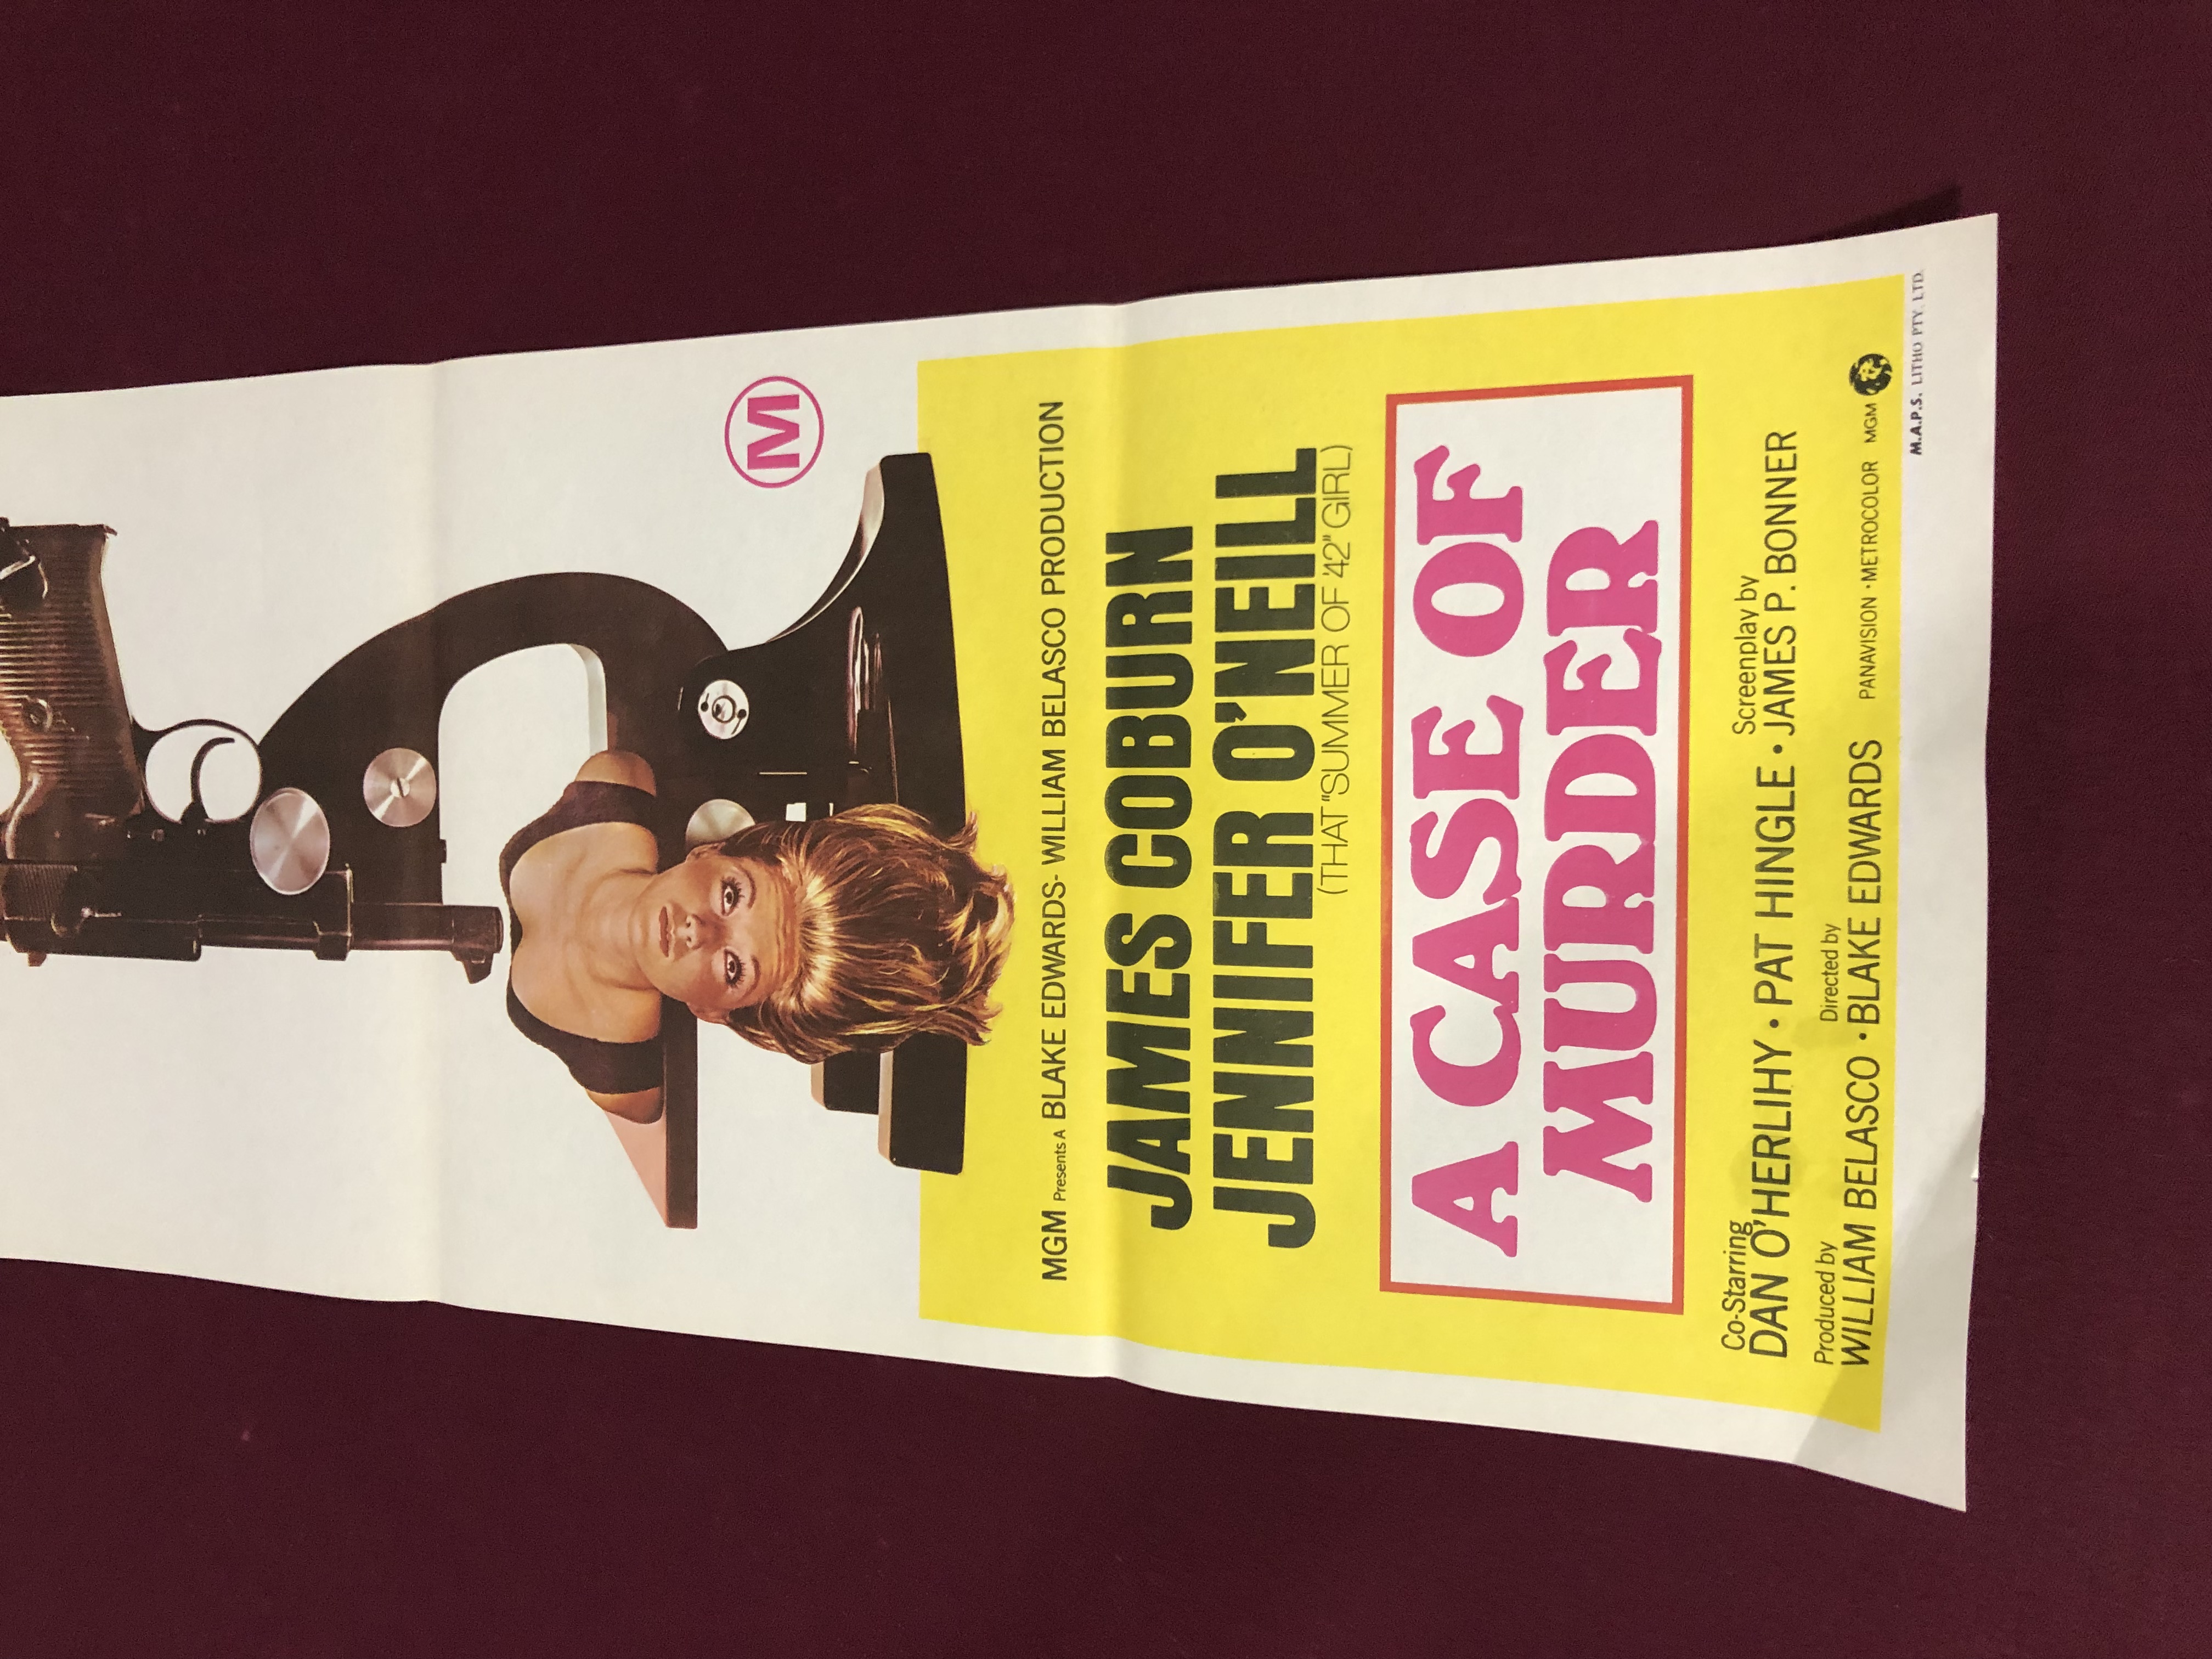 M
MGM Presents A BLAKE EDWARDS- WILLIAM BELASCO PRODUCTION
JAMES COBURN
JENNIFER O'NEILL
(THAT "SUMMER OF '42" GIRL)
A CASE OF
MURDER
Co-Starring Screenplay by
DAN O'HERLIHY • PAT HINGLE • JAMES P. BONNER
Produced by Directed by
WILLIAM BELASCO • BLAKE EDWARDS PANAVISION • METROCOLOR MGM
M.A.P.S. LITHO PTY. LTD.